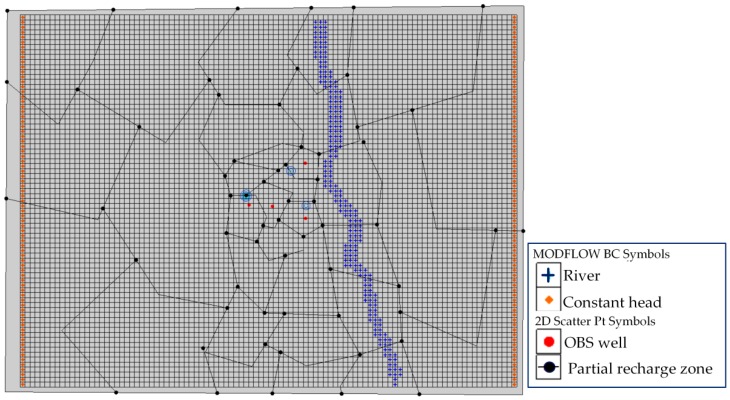 MODFLOW BC Symbols
River
Constant head
2D Scatter Pt Symbols
OBS well
Partial recharge zone